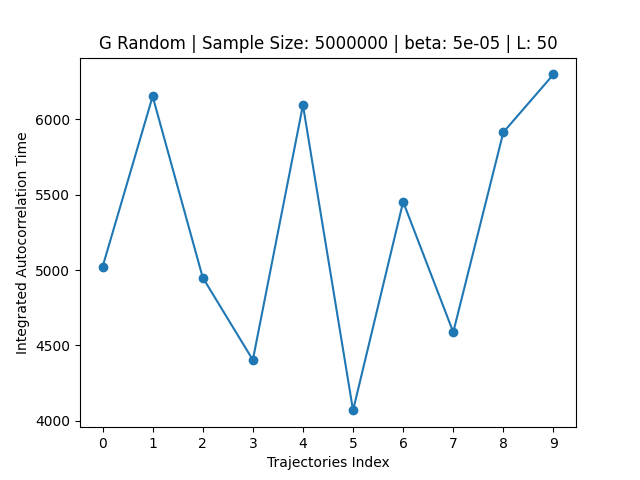 G Random | Sample Size: 5000000 | beta: 5e-05 | L: 50
Integrated Autocorrelation Time
6000
5500
5000
4500
4000
0 1 2 3 4 5 6 7 8 9
Trajectories Index